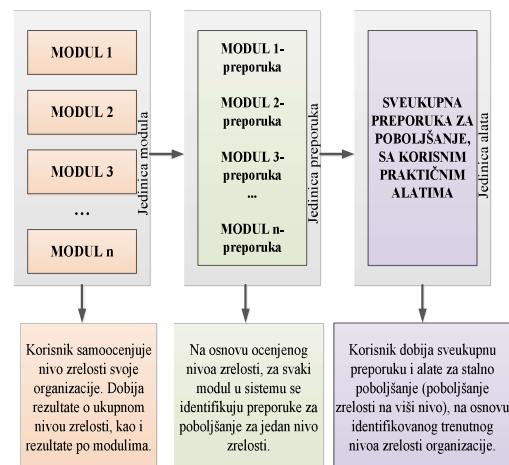 MODUL 1
MODUL 2
MODUL 3
...
MODUL n
Jedinica modula
MODUL 1-
preporuka
MODUL 2-
preporuka
MODUL 3-
preporuka
...
MODUL n-
preporuka
Jedinica preporuka
SVEUKUPNA
PREPORUKA ZA
POBOLJŠANJE,
SA KORISNIM
PRAKTIČNIM
ALATIMA
Jedinica alata
Korisnik samoocenjuje
nivo zrelosti svoje
organizacije. Dobija
rezultate o ukupnom
nivou zrelosti, kao i
rezultate po modulima.
Na osnovu ocenjenog
nivoa zrelosti, za svaki
modul u sistemu se
identifikuju preporuke za
poboljšanje za jedan nivo
zrelosti.
Korisnik dobija sveukupnu
preporuku i alate za stalno
poboljšanje (poboljšanje
zrelosti na viši nivo), na osnovu
identifikovanog trenutnog
nivoa zrelosti organizacije.